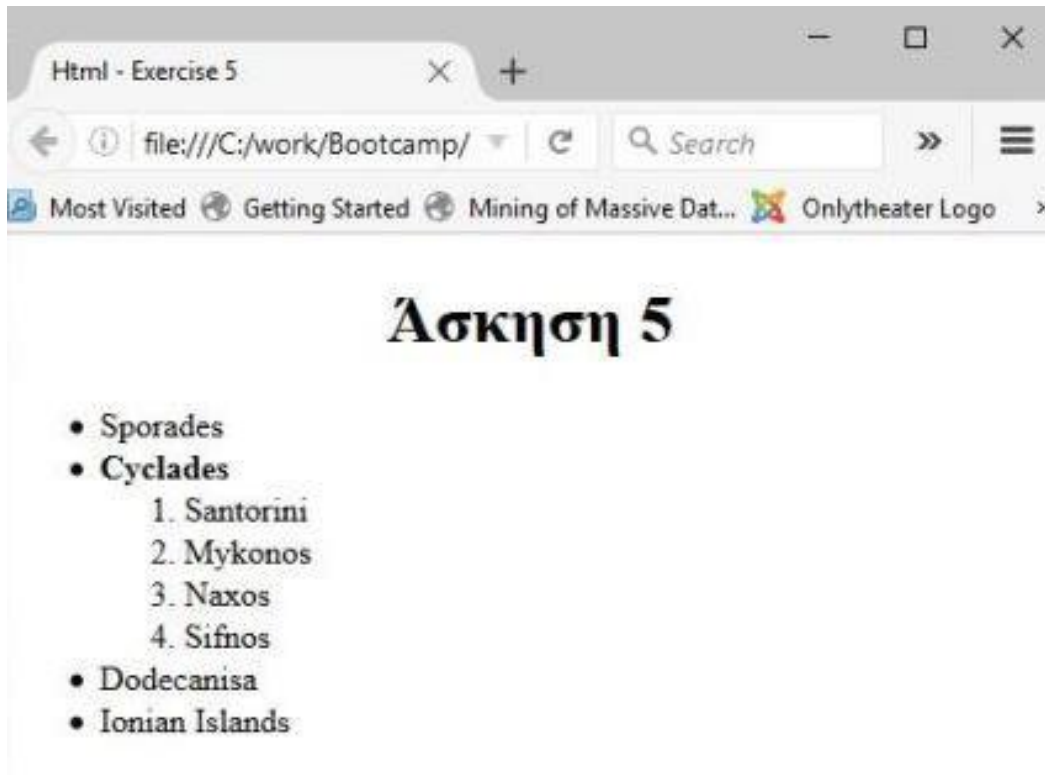 Html - Exercise 5
file:///C:/work/Bootcamp/ Search
Most Visited Getting Started Mining of Massive Dat... Onlytheater Logo
Άσκηση 5
• Sporades
• Cyclades
1. Santorini
2. Mykonos
3. Naxos
4. Sifnos
• Dodecanisa
• Ionian Islands